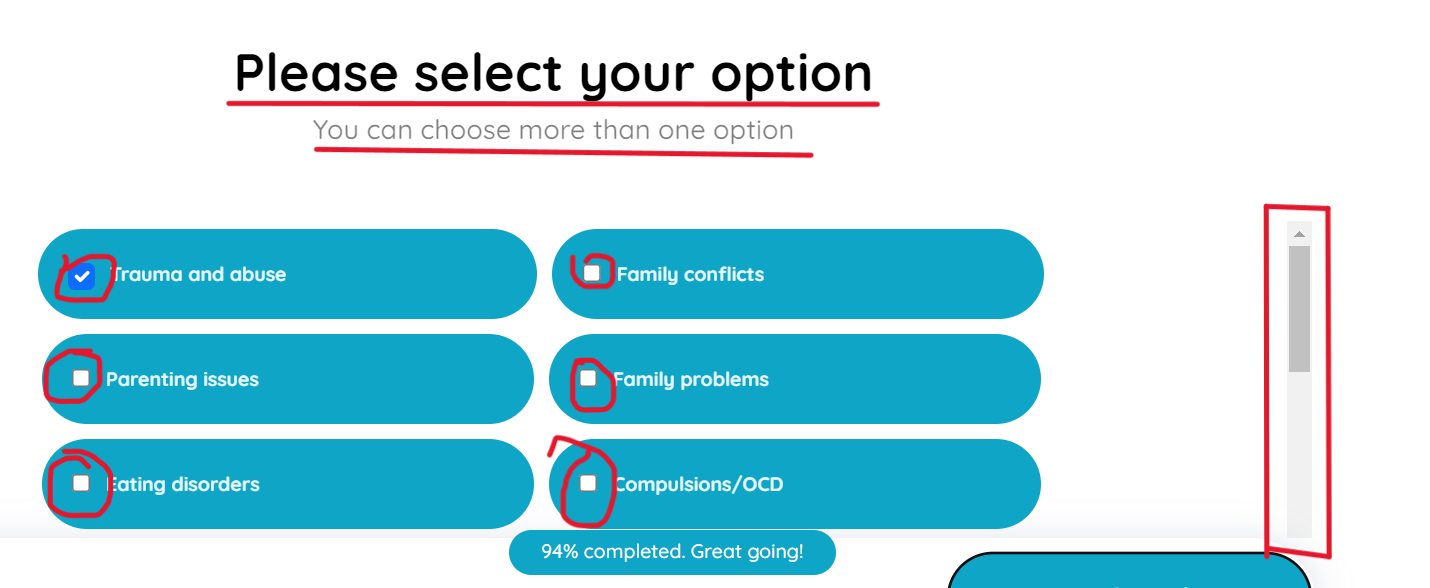 Please select your option
You can choose more than one option
Trauma and abuse
Family conflicts
Parenting issues
Family problems
Eating disorders
Compulsions/OCD
94% completed. Great going!